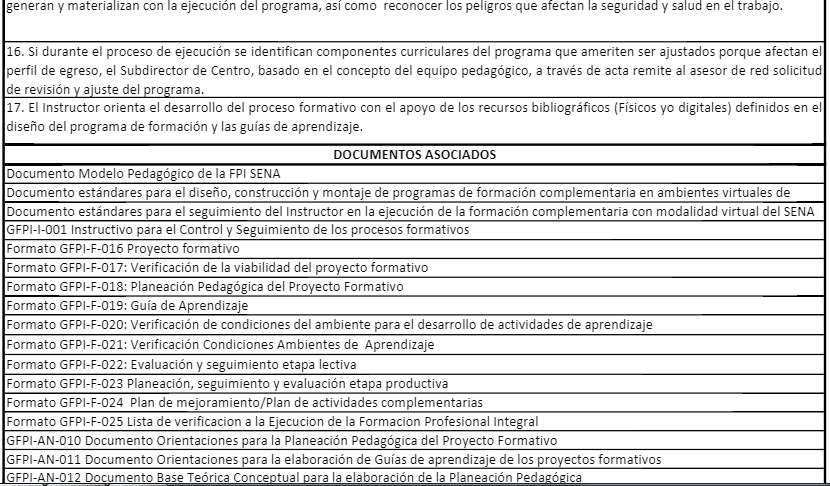 generan y materializan con la ejecución del programa, así como  reconocer los peligros que afectan la seguridad y salud en el trabajo.
16. Si durante el proceso de ejecución se identifican componentes curriculares del programa que ameriten ser ajustados porque afectan el
perfil de egreso, el Subdirector de Centro, basado en el concepto del equipo pedagógico, a través de acta remite al asesor de red solicitud
de revisión y ajuste del programa.
17. El Instructor orienta el desarrollo del proceso formativo con el apoyo de los recursos bibliográficos (Físicos yo digitales) definidos en el
diseño del programa de formación y las guías de aprendizaje.
DOCUMENTOS ASOCIADOS
Documento Modelo Pedagógico de la FPI SENA
Documento estándares para el diseño, construcción y montaje de programas de formación complementaria en ambientes virtuales de
Documento estándares para el seguimiento del Instructor en la ejecución de la formación complementaria con modalidad virtual del SENA
GFPI-I-001 Instructivo para el Control y Seguimiento de los procesos formativos
Formato GFPI-F-016 Proyecto formativo
Formato GFPI-F-017: Verificación de la viabilidad del proyecto formativo
Formato GFPI-F-018: Planeación Pedagógica del Proyecto Formativo
Formato GFPI-F-019: Guía de Aprendizaje
Formato GFPI-F-020: Verificación de condiciones del ambiente para el desarrollo de actividades de aprendizaje
Formato GFPI-F-021: Verificación Condiciones Ambientes de  Aprendizaje
Formato GFPI-F-022: Evaluación y seguimiento etapa lectiva
Formato GFPI-F-023 Planeación, seguimiento y evaluación etapa productiva
Formato GFPI-F-024  Plan de mejoramiento/Plan de actividades complementarias
Formato GFPI-F-025 Lista de verificacion a la Ejecucion de la Formacion Profesional Integral
GFPI-AN-010 Documento Orientaciones para la Planeación Pedagógica del Proyecto Formativo
GFPI-AN-011 Documento Orientaciones para la elaboración de Guías de aprendizaje de los proyectos formativos
GFPI-AN-012 Documento Base Teórica Conceptual para la elaboración de la Planeación Pedagógica